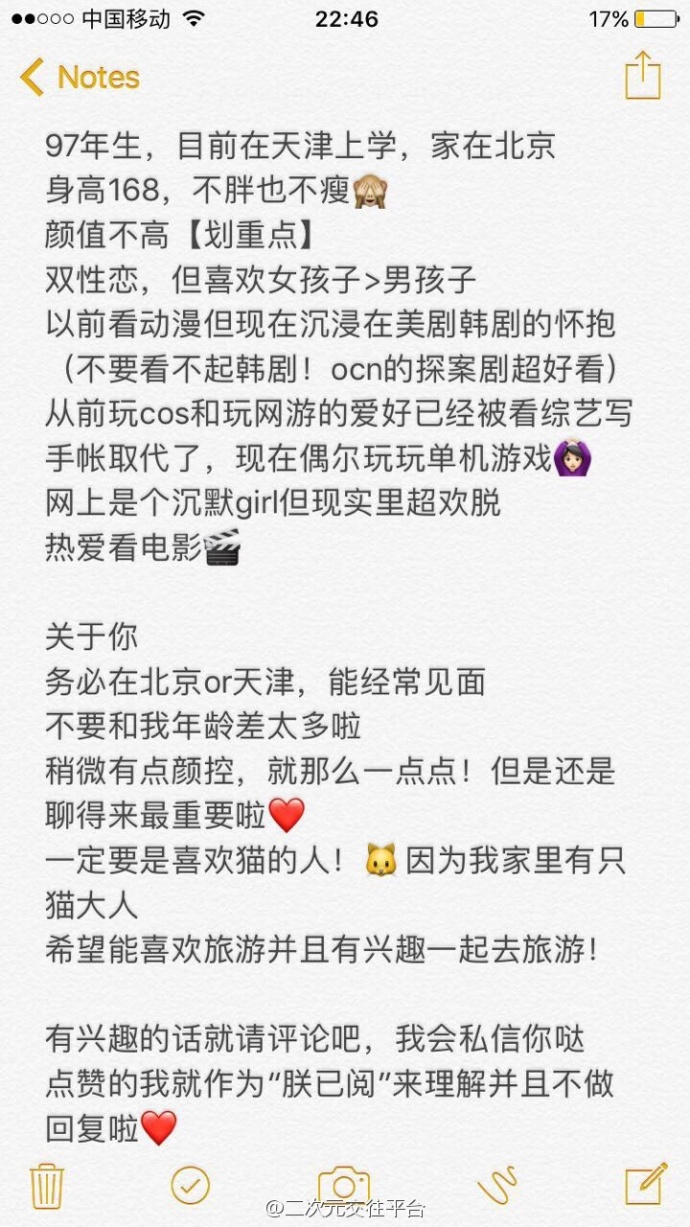 中国移动 22:46 17%
Notes
97年生，目前在天津上学，家在北京
身高168，不胖也不瘦🙈
颜值不高【划重点】
双性恋，但喜欢女孩子>男孩子
以前看动漫但现在沉浸在美剧韩剧的怀抱
（不要看不起韩剧！ocn的探案剧超好看）
从前玩cos和玩网游的爱好已经被看综艺写
手帐取代了，现在偶尔玩玩单机游戏🙆🏻
网上是个沉默girl但现实里超欢脱
热爱看电影🎬
关于你
务必在北京or天津，能经常见面
不要和我年龄差太多啦
稍微有点颜控，就那么一点点！但是还是
聊得来最重要啦❤️
一定要是喜欢猫的人！🐱因为我家里有只
猫大人
希望能喜欢旅游并且有兴趣一起去旅游！
有兴趣的话就请评论吧，我会私信你哒
点赞的我就作为“朕已阅”来理解并且不做
回复啦❤️
@二次元交往平台